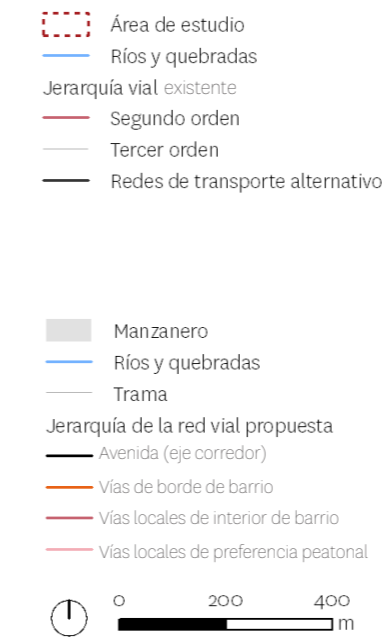 Área de estudio
Ríos y quebradas
Jerarquía vial existente
Segundo orden
Tercer orden
Redes de transporte alternativo
Manzanero
Ríos y quebradas
Trama
Jerarquía de la red vial propuesta
Avenida (eje corredor)
Vías de borde de barrio
Vías locales de interior de barrio
Vías locales de preferencia peatonal
0 200 400
m